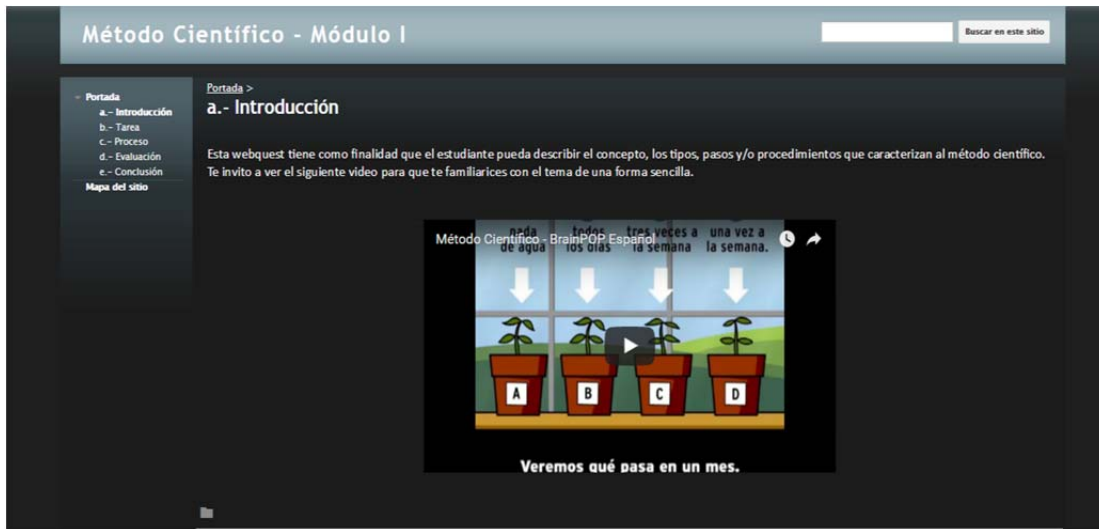 Método Científico - Módulo I
Buscar en este sitio
Portada
a.- Introducción
b.- Tarea
c.- Proceso
d.- Evaluación
e.- Conclusión
Mapa del sitio
Portada >
a.- Introducción
Esta webquest tiene como finalidad que el estudiante pueda describir el concepto, los tipos, pasos y/o procedimientos que caracterizan al método científico.
Te invito a ver el siguiente video para que te familiarices con el tema de una forma sencilla.
Método Científico - BrainPOP Español
nada todos tres veces a una vez a
de agua los días la semana la semana.
A B C D
Veremos qué pasa en un mes.